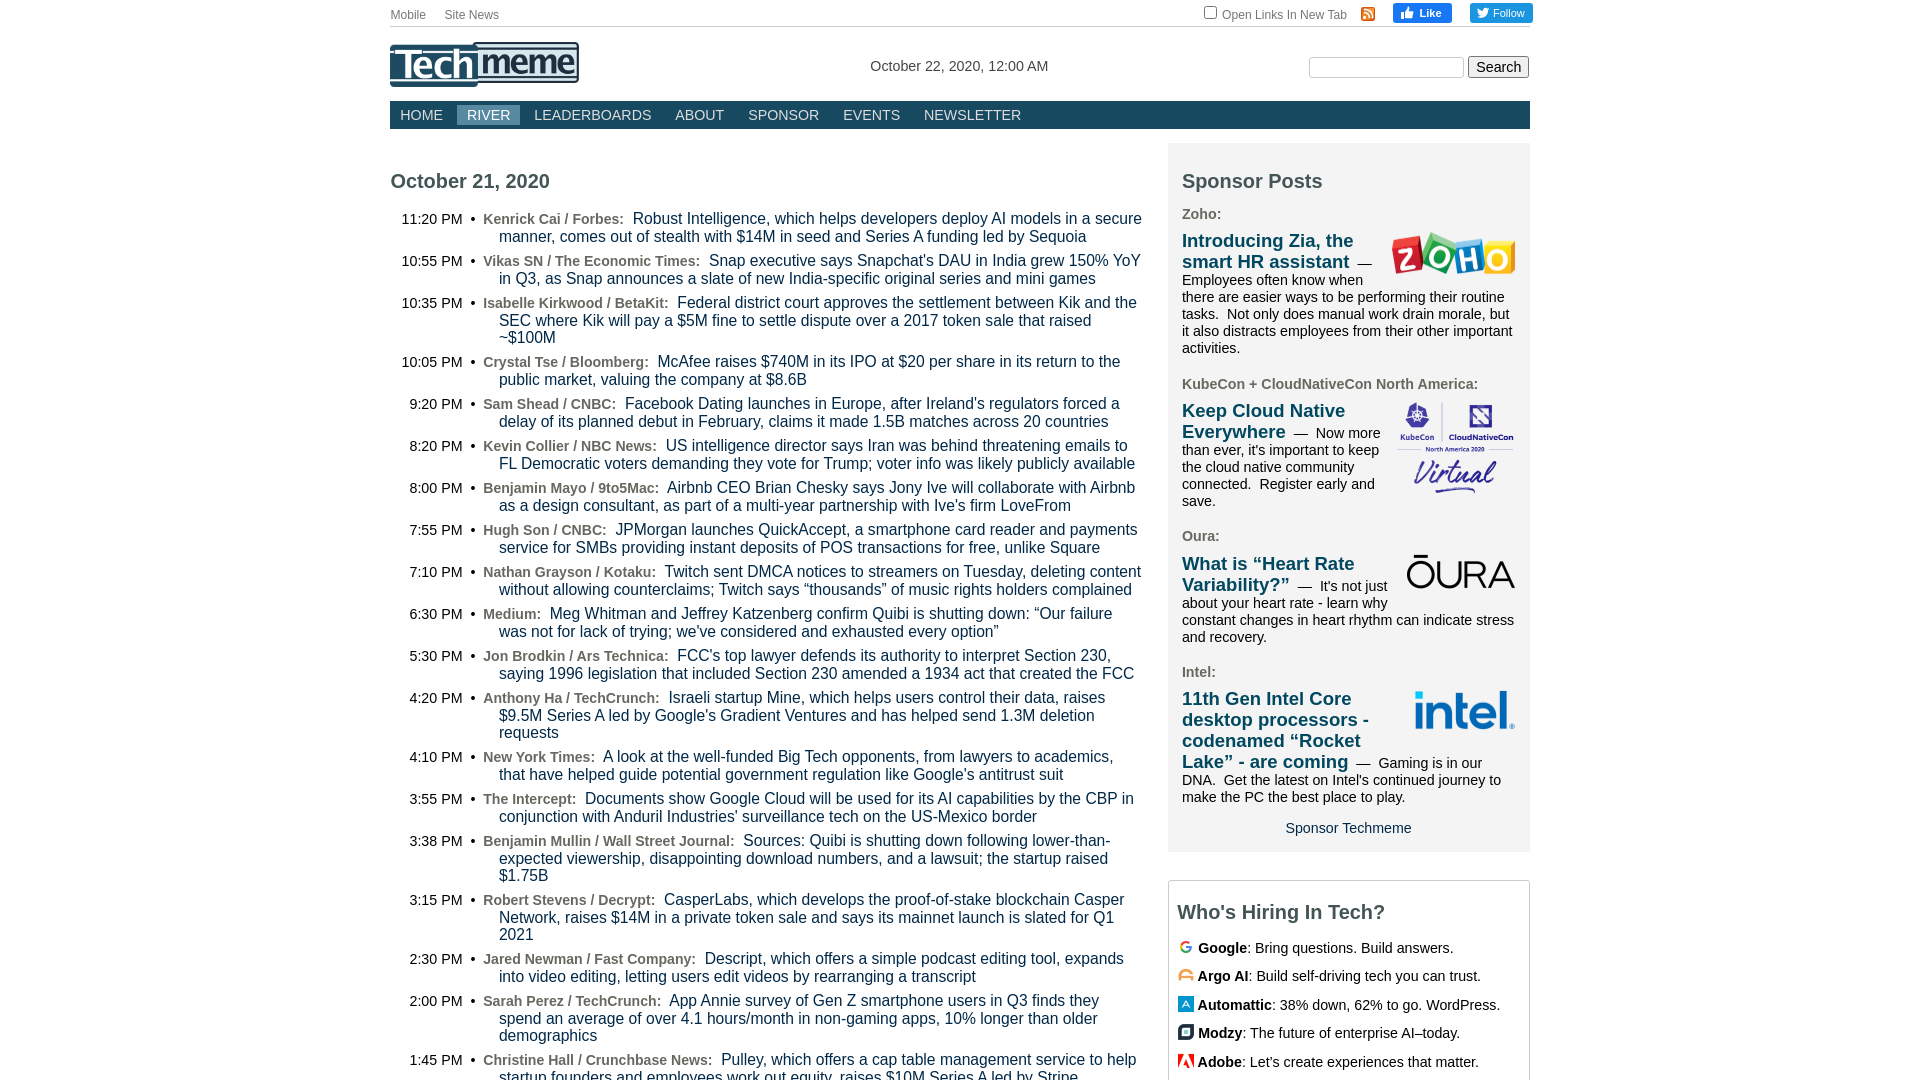 Mobile Site News Open Links In New Tab Like Follow
Techmeme October 22, 2020, 12:00 AM Search
HOME RIVER LEADERBOARDS ABOUT SPONSOR EVENTS NEWSLETTER
October 21, 2020
11:20 PM • Kenrick Cai / Forbes: Robust Intelligence, which helps developers deploy AI models in a secure
manner, comes out of stealth with $14M in seed and Series A funding led by Sequoia
10:55 PM • Vikas SN / The Economic Times: Snap executive says Snapchat's DAU in India grew 150% YoY
in Q3, as Snap announces a slate of new India-specific original series and mini games
10:35 PM • Isabelle Kirkwood / BetaKit: Federal district court approves the settlement between Kik and the
SEC where Kik will pay a $5M fine to settle dispute over a 2017 token sale that raised
~$100M
10:05 PM • Crystal Tse / Bloomberg: McAfee raises $740M in its IPO at $20 per share in its return to the
public market, valuing the company at $8.6B
9:20 PM • Sam Shead / CNBC: Facebook Dating launches in Europe, after Ireland's regulators forced a
delay of its planned debut in February, claims it made 1.5B matches across 20 countries
8:20 PM • Kevin Collier / NBC News: US intelligence director says Iran was behind threatening emails to
FL Democratic voters demanding they vote for Trump; voter info was likely publicly available
8:00 PM • Benjamin Mayo / 9to5Mac: Airbnb CEO Brian Chesky says Jony Ive will collaborate with Airbnb
as a design consultant, as part of a multi-year partnership with Ive's firm LoveFrom
7:55 PM • Hugh Son / CNBC: JPMorgan launches QuickAccept, a smartphone card reader and payments
service for SMBs providing instant deposits of POS transactions for free, unlike Square
7:10 PM • Nathan Grayson / Kotaku: Twitch sent DMCA notices to streamers on Tuesday, deleting content
without allowing counterclaims; Twitch says “thousands” of music rights holders complained
6:30 PM • Medium: Meg Whitman and Jeffrey Katzenberg confirm Quibi is shutting down: “Our failure
was not for lack of trying; we've considered and exhausted every option”
5:30 PM • Jon Brodkin / Ars Technica: FCC's top lawyer defends its authority to interpret Section 230,
saying 1996 legislation that included Section 230 amended a 1934 act that created the FCC
4:20 PM • Anthony Ha / TechCrunch: Israeli startup Mine, which helps users control their data, raises
$9.5M Series A led by Google's Gradient Ventures and has helped send 1.3M deletion
requests
4:10 PM • New York Times: A look at the well-funded Big Tech opponents, from lawyers to academics,
that have helped guide potential government regulation like Google's antitrust suit
3:55 PM • The Intercept: Documents show Google Cloud will be used for its AI capabilities by the CBP in
conjunction with Anduril Industries' surveillance tech on the US-Mexico border
3:38 PM • Benjamin Mullin / Wall Street Journal: Sources: Quibi is shutting down following lower-than-
expected viewership, disappointing download numbers, and a lawsuit; the startup raised
$1.75B
3:15 PM • Robert Stevens / Decrypt: CasperLabs, which develops the proof-of-stake blockchain Casper
Network, raises $14M in a private token sale and says its mainnet launch is slated for Q1
2021
2:30 PM • Jared Newman / Fast Company: Descript, which offers a simple podcast editing tool, expands
into video editing, letting users edit videos by rearranging a transcript
2:00 PM • Sarah Perez / TechCrunch: App Annie survey of Gen Z smartphone users in Q3 finds they
spend an average of over 4.1 hours/month in non-gaming apps, 10% longer than older
demographics
1:45 PM • Christine Hall / Crunchbase News: Pulley, which offers a cap table management service to help
startup founders and employees work out equity, raises $10M Series A led by Stripe
Sponsor Posts
Zoho:
ZOHO
Introducing Zia, the
smart HR assistant —
Employees often know when
there are easier ways to be performing their routine
tasks. Not only does manual work drain morale, but
it also distracts employees from their other important
activities.
KubeCon + CloudNativeCon North America:
KubeCon CloudNativeCon
North America 2020
Virtual
Keep Cloud Native
Everywhere — Now more
than ever, it's important to keep
the cloud native community
connected. Register early and
save.
Oura:
ŌURA
What is “Heart Rate
Variability?” — It's not just
about your heart rate - learn why
constant changes in heart rhythm can indicate stress
and recovery.
Intel:
intel®
11th Gen Intel Core
desktop processors -
codenamed “Rocket
Lake” - are coming — Gaming is in our
DNA. Get the latest on Intel's continued journey to
make the PC the best place to play.
Sponsor Techmeme
Who's Hiring In Tech?
Google: Bring questions. Build answers.
Argo AI: Build self-driving tech you can trust.
Automattic: 38% down, 62% to go. WordPress.
Modzy: The future of enterprise AI–today.
Adobe: Let’s create experiences that matter.